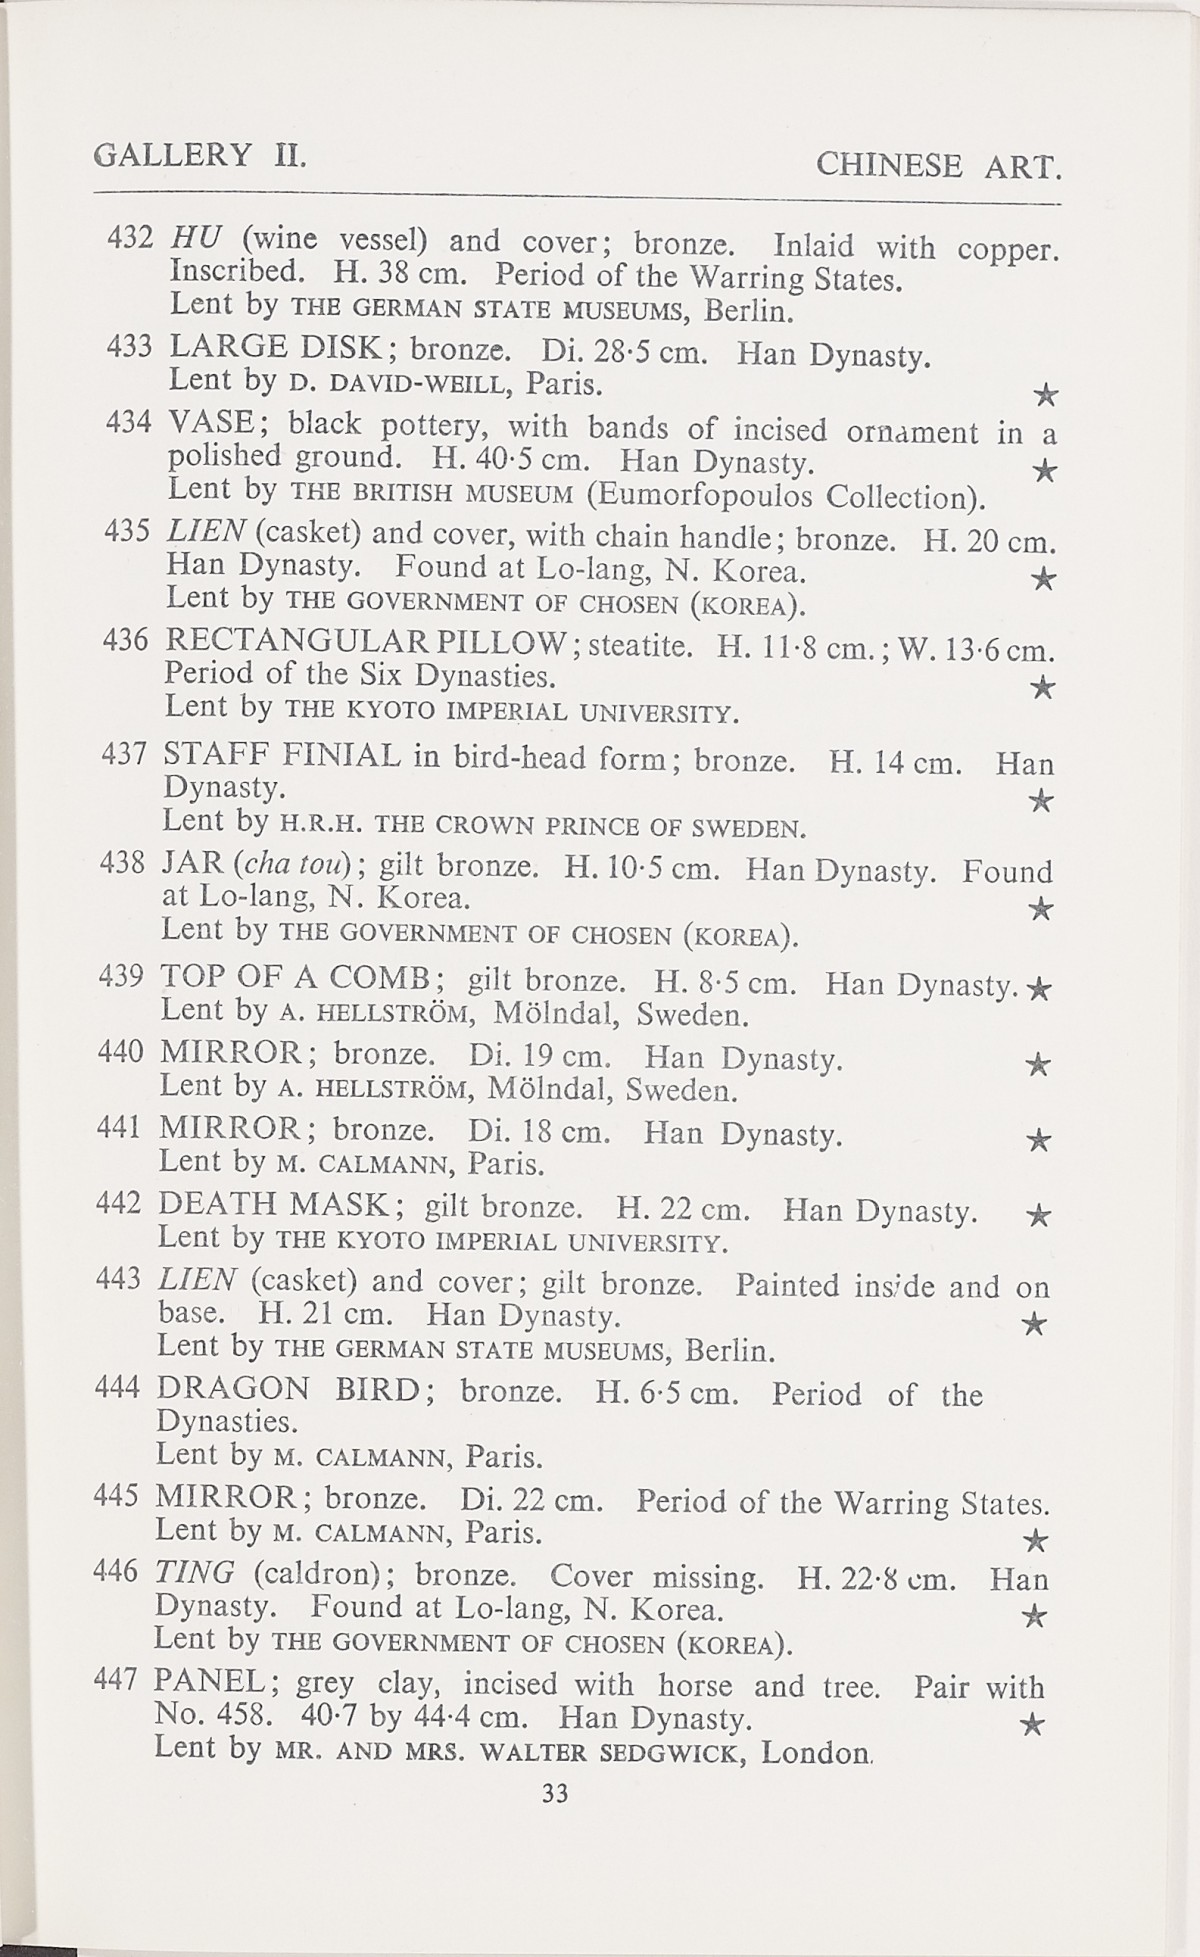 GALLERY II. CHINESE ART.
432 HU (wine vessel) and cover; bronze. Inlaid with copper.
Inscribed. H. 38 cm. Period of the Warring States.
Lent by THE GERMAN STATE MUSEUMS, Berlin.
433 LARGE DISK; bronze. Di. 28·5 cm. Han Dynasty.
Lent by D. DAVID-WEILL, Paris. ★
434 VASE; black pottery, with bands of incised ornament in a
polished ground. H. 40·5 cm. Han Dynasty. ★
Lent by THE BRITISH MUSEUM (Eumorfopoulos Collection).
435 LIEN (casket) and cover, with chain handle; bronze. H. 20 cm.
Han Dynasty. Found at Lo-lang, N. Korea. ★
Lent by THE GOVERNMENT OF CHOSEN (KOREA).
436 RECTANGULAR PILLOW; steatite. H. 11·8 cm.; W. 13·6 cm.
Period of the Six Dynasties. ★
Lent by THE KYOTO IMPERIAL UNIVERSITY.
437 STAFF FINIAL in bird-head form; bronze. H. 14 cm. Han
Dynasty. ★
Lent by H.R.H. THE CROWN PRINCE OF SWEDEN.
438 JAR (cha tou); gilt bronze. H. 10·5 cm. Han Dynasty. Found
at Lo-lang, N. Korea. ★
Lent by THE GOVERNMENT OF CHOSEN (KOREA).
439 TOP OF A COMB; gilt bronze. H. 8·5 cm. Han Dynasty. ★
Lent by A. HELLSTRÖM, Mölndal, Sweden.
440 MIRROR; bronze. Di. 19 cm. Han Dynasty. ★
Lent by A. HELLSTRÖM, Mölndal, Sweden.
441 MIRROR; bronze. Di. 18 cm. Han Dynasty. ★
Lent by M. CALMANN, Paris.
442 DEATH MASK; gilt bronze. H. 22 cm. Han Dynasty. ★
Lent by THE KYOTO IMPERIAL UNIVERSITY.
443 LIEN (casket) and cover; gilt bronze. Painted inside and on
base. H. 21 cm. Han Dynasty. ★
Lent by THE GERMAN STATE MUSEUMS, Berlin.
444 DRAGON BIRD; bronze. H. 6·5 cm. Period of the
Dynasties.
Lent by M. CALMANN, Paris.
445 MIRROR; bronze. Di. 22 cm. Period of the Warring States.
Lent by M. CALMANN, Paris. ★
446 TING (caldron); bronze. Cover missing. H. 22·8 cm. Han
Dynasty. Found at Lo-lang, N. Korea. ★
Lent by THE GOVERNMENT OF CHOSEN (KOREA).
447 PANEL; grey clay, incised with horse and tree. Pair with
No. 458. 40·7 by 44·4 cm. Han Dynasty. ★
Lent by MR. AND MRS. WALTER SEDGWICK, London.
33